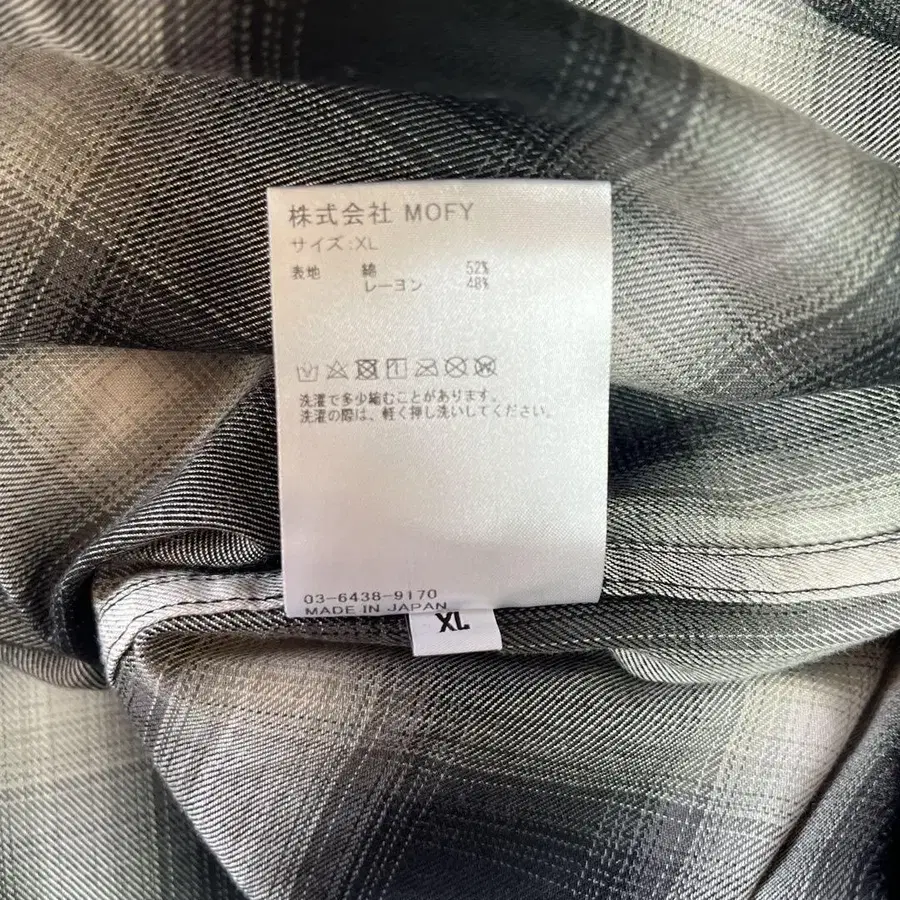 株式会社 MOFY
サイズ:XL
表地 綿 52%
レーヨン 48%
洗濯で多少縮むことがあります。
洗濯の際は、軽く押し洗いしてください。
03-6438-9170
MADE IN JAPAN
XL